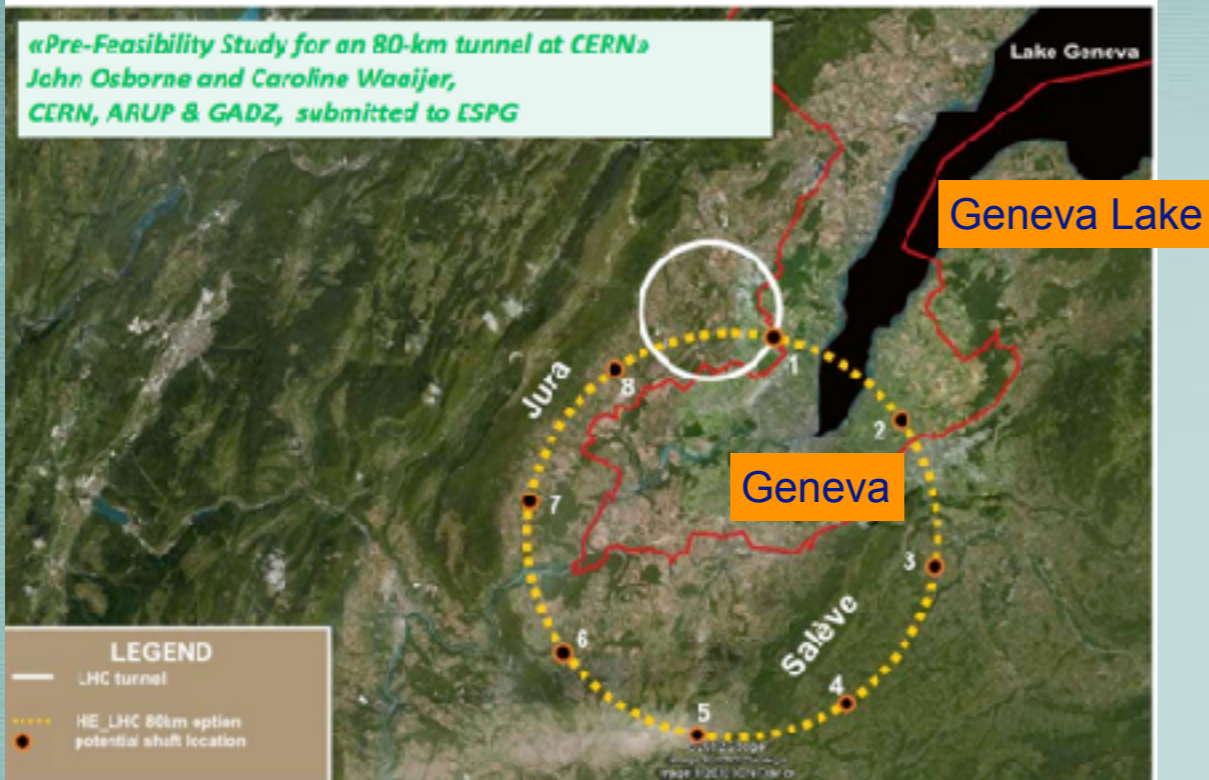 «Pre-Feasibility Study for an 80-km tunnel at CERN»
John Osborne and Caroline Waaijer,
CERN, ARUP & GADZ, submitted to ESPG
Lake Geneva
Geneva Lake
1
8
Jura
2
Geneva
7
3
Salève
6
4
5
LEGEND
LHC tunnel
HE_LHC 80km option
potential shaft location